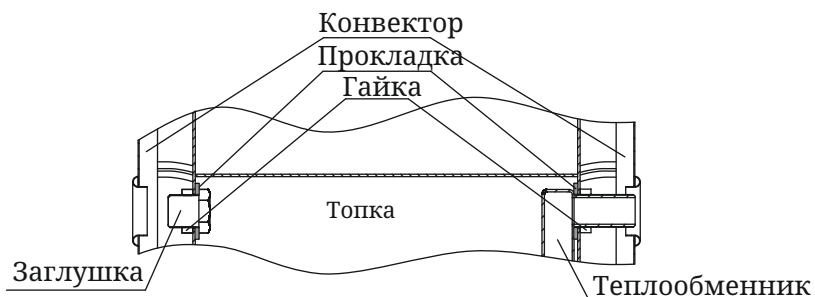 Конвектор
Прокладка
Гайка
Топка
Заглушка
Теплообменник